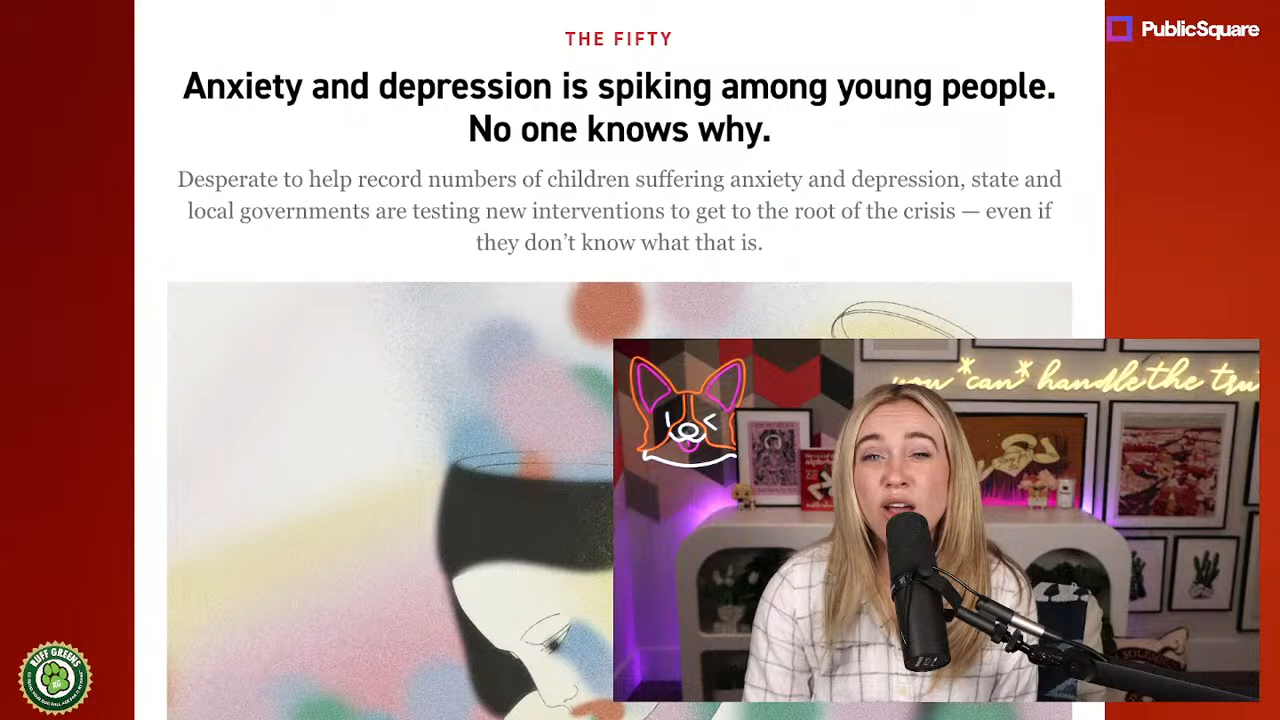 THE FIFTY
PublicSquare
Anxiety and depression is spiking among young people.
No one knows why.
Desperate to help record numbers of children suffering anxiety and depression, state and
local governments are testing new interventions to get to the root of the crisis — even if
they don’t know what that is.
you *can* handle the tru
RUFF GREENS